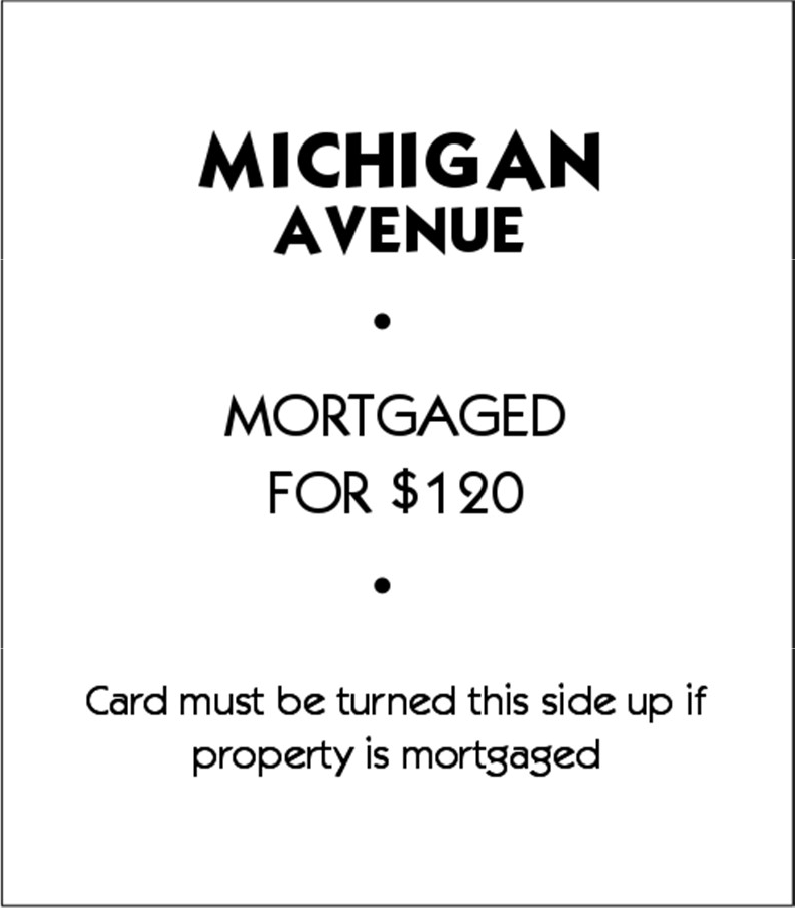 MICHIGAN
AVENUE
•
MORTGAGED
FOR $120
•
Card must be turned this side up if
property is mortgaged